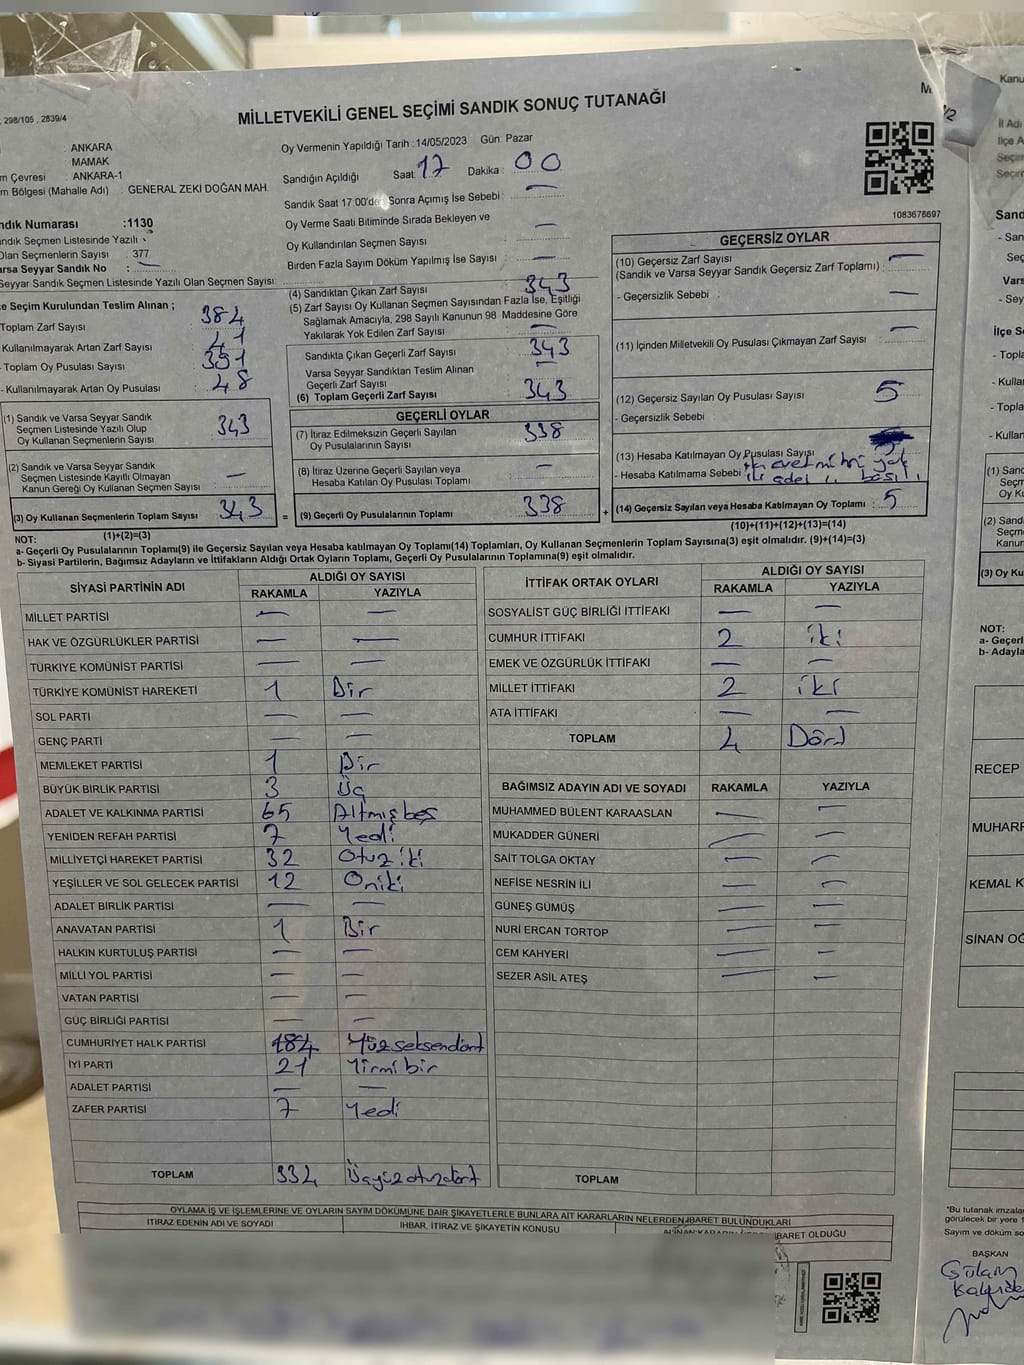 , 298/105 , 2839/4
MİLLETVEKİLİ GENEL SEÇİMİ SANDIK SONUÇ TUTANAĞI
: ANKARA
MAMAK
m Çevresi : ANKARA-1
m Bölgesi (Mahalle Adı) : GENERAL ZEKİ DOĞAN MAH.
ndık Numarası :1130
andık Seçmen Listesinde Yazılı
Olan Seçmenlerin Sayısı : 377
arsa Seyyar Sandık No : —
Seyyar Sandık Seçmen Listesinde Yazılı Olan Seçmen Sayısı:
Oy Vermenin Yapıldığı Tarih :14/05/2023 Gün: Pazar
Sandığın Açıldığı Saat: 17 Dakika : 00
Sandık Saat 17:00'de Sonra Açımış İse Sebebi : —
Oy Verme Saati Bitiminde Sırada Bekleyen ve
Oy Kullandırılan Seçmen Sayısı : —
Birden Fazla Sayım Döküm Yapılmış İse Sayısı : —
1083676697
çe Seçim Kurulundan Teslim Alınan ;
Toplam Zarf Sayısı : 384
Kullanılmayarak Artan Zarf Sayısı : 41
- Toplam Oy Pusulası Sayısı : 391
- Kullanılmayarak Artan Oy Pusulası : 48
(1) Sandık ve Varsa Seyyar Sandık
Seçmen Listesinde Yazılı Olup
Oy Kullanan Seçmenlerin Sayısı : 343
(2) Sandık ve Varsa Seyyar Sandık
Seçmen Listesinde Kayıtlı Olmayan
Kanun Gereği Oy Kullanan Seçmen Sayısı : —
(3) Oy Kullanan Seçmenlerin Toplam Sayısı : 343
(1)+(2)=(3)
(4) Sandıktan Çıkan Zarf Sayısı : 343
(5) Zarf Sayısı Oy Kullanan Seçmen Sayısından Fazla İse, Eşitliği
Sağlamak Amacıyla, 298 Sayılı Kanunun 98 Maddesine Göre
Yakılarak Yok Edilen Zarf Sayısı : —
Sandıkta Çıkan Geçerli Zarf Sayısı : 343
Varsa Seyyar Sandıktan Teslim Alınan
Geçerli Zarf Sayısı : —
(6) Toplam Geçerli Zarf Sayısı : 343
GEÇERLİ OYLAR
(7) İtiraz Edilmeksizin Geçerli Sayılan
Oy Pusulalarının Sayısı : 338
(8) İtiraz Üzerine Geçerli Sayılan veya
Hesaba Katılan Oy Pusulaları Toplamı : —
= (9) Geçerli Oy Pusulalarının Toplamı : 338
GEÇERSİZ OYLAR
(10) Geçersiz Zarf Sayısı
(Sandık ve Varsa Seyyar Sandık Geçersiz Zarf Toplamı) : —
- Geçersizlik Sebebi : —
(11) İçinden Milletvekili Oy Pusulası Çıkmayan Zarf Sayısı : —
(12) Geçersiz Sayılan Oy Pusulası Sayısı : 5
- Geçersizlik Sebebi
(13) Hesaba Katılmayan Oy Pusulası Sayısı
- Hesaba Katılmama Sebebi
+ (14) Geçersiz Sayılan veya Hesaba Katılmayan Oy Toplamı : 5
(10)+(11)+(12)+(13)=(14)
NOT:
a- Geçerli Oy Pusulalarının Toplamı(9) ile Geçersiz Sayılan veya Hesaba katılmayan Oy Toplamı(14) Toplamları, Oy Kullanan Seçmenlerin Toplam Sayısına(3) eşit olmalıdır. (9)+(14)=(3)
b- Siyasi Partilerin, Bağımsız Adayların ve İttifakların Aldığı Ortak Oyların Toplamı, Geçerli Oy Pusulalarının Toplamına(9) eşit olmalıdır.
SİYASİ PARTİNİN ADI ALDIĞI OY SAYISI
RAKAMLA YAZIYLA
MİLLET PARTİSİ — —
HAK VE ÖZGÜRLÜKLER PARTİSİ — —
TÜRKİYE KOMÜNİST PARTİSİ — —
TÜRKİYE KOMÜNİST HAREKETİ 1 Bir
SOL PARTİ — —
GENÇ PARTİ — —
MEMLEKET PARTİSİ 1 Bir
BÜYÜK BİRLİK PARTİSİ 3 Üç
ADALET VE KALKINMA PARTİSİ 65 Altmışbeş
YENİDEN REFAH PARTİSİ 7 Yedi
MİLLİYETÇİ HAREKET PARTİSİ 32 Otuz iki
YEŞİLLER VE SOL GELECEK PARTİSİ 12 Oniki
ADALET BİRLİK PARTİSİ — —
ANAVATAN PARTİSİ 1 Bir
HALKIN KURTULUŞ PARTİSİ — —
MİLLİ YOL PARTİSİ — —
VATAN PARTİSİ — —
GÜÇ BİRLİĞİ PARTİSİ — —
CUMHURİYET HALK PARTİSİ 184 Yüz seksendört
İYİ PARTİ 21 Yirmi bir
ADALET PARTİSİ — —
ZAFER PARTİSİ 7 Yedi
TOPLAM 334 Üçyüz otuzdört
İTTİFAK ORTAK OYLARI ALDIĞI OY SAYISI
RAKAMLA YAZIYLA
SOSYALİST GÜÇ BİRLİĞİ İTTİFAKI — —
CUMHUR İTTİFAKI 2 iki
EMEK VE ÖZGÜRLÜK İTTİFAKI — —
MİLLET İTTİFAKI 2 iki
ATA İTTİFAKI — —
TOPLAM 4 Dört
BAĞIMSIZ ADAYIN ADI VE SOYADI RAKAMLA YAZIYLA
MUHAMMED BÜLENT KARAASLAN — —
MUKADDER GÜNERİ — —
SAİT TOLGA OKTAY — —
NEFİSE NESRİN İLİ — —
GÜNEŞ GÜMÜŞ — —
NURİ ERCAN TORTOP — —
CEM KAHYERİ — —
SEZER ASİL ATEŞ — —
TOPLAM
OYLAMA İŞ VE İŞLEMLERİNE VE OYLARIN SAYIM DÖKÜMÜNE DAİR ŞİKAYETLERLE BUNLARA AİT KARARLARIN NELERDEN İBARET BULUNDUKLARI
İTİRAZ EDENİN ADI VE SOYADI İHBAR, İTİRAZ VE ŞİKAYETİN KONUSU İBARET OLDUĞU
Kanu
İl Adı
İlçe A
Seçim
Seçim
Sand
- San
Seç
Vars
- Sey
İlçe S
- Topla
- Kulla
- Topla
- Kullan
(1) Sand
Seçm
Oy Ku
(2) Sandı
Seçm
Kanun
(3) Oy Ku
NOT:
a- Geçerl
b- Adayla
RECEP
MUHARR
KEMAL K
SİNAN OĞ
*Bu tutanak imzalar
görülecek bir yere
Sayım ve döküm so
BAŞKAN